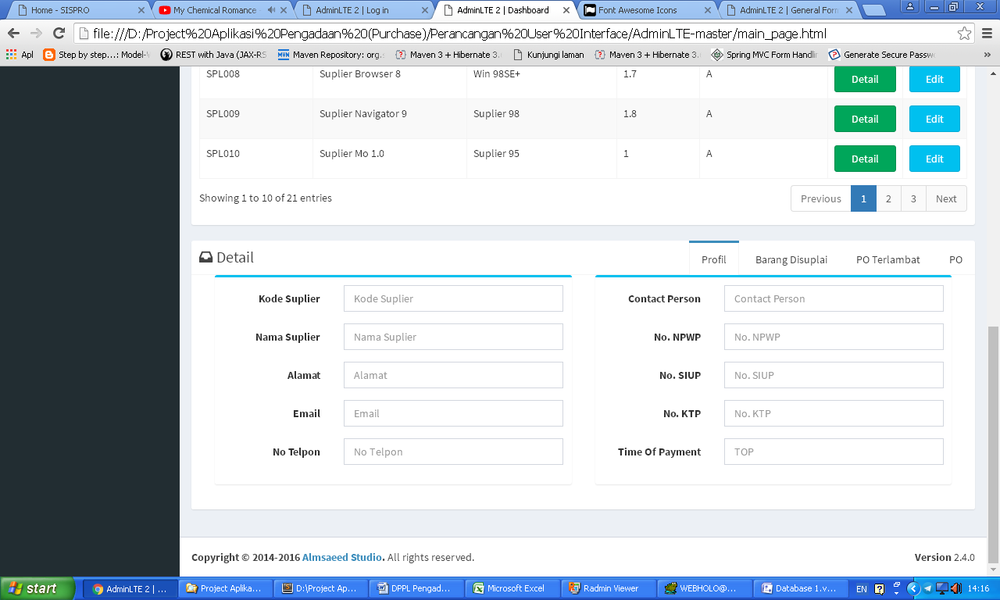 Home - SISPRO
My Chemical Romance
AdminLTE 2 | Log in
AdminLTE 2 | Dashboard
Font Awesome Icons
AdminLTE 2 | General Form
file:///D:/Project%20Aplikasi%20Pengadaan%20(Purchase)/Perancangan%20User%20Interface/AdminLTE-master/main_page.html
Apl
Step by step...: Model-
REST with Java (JAX-RS
Maven Repository: org.
Maven 3 + Hibernate 3.
Kunjungi laman
Maven 3 + Hibernate 3.
Spring MVC Form Handlin
Generate Secure Passw
»
SPL008 Suplier Browser 8 Win 98SE+ 1.7 A Detail Edit
SPL009 Suplier Navigator 9 Suplier 98 1.8 A Detail Edit
SPL010 Suplier Mo 1.0 Suplier 95 1 A Detail Edit
Showing 1 to 10 of 21 entries
Previous 1 2 3 Next
Detail
Profil Barang Disuplai PO Terlambat PO
Kode Suplier Kode Suplier
Nama Suplier Nama Suplier
Alamat Alamat
Email Email
No Telpon No Telpon
Contact Person Contact Person
No. NPWP No. NPWP
No. SIUP No. SIUP
No. KTP No. KTP
Time Of Payment TOP
Copyright © 2014-2016 Almsaeed Studio. All rights reserved.
Version 2.4.0
start
AdminLTE 2 | ...
Project Aplika...
D:\Project Ap...
DPPL Pengad...
Microsoft Excel
Radmin Viewer
WEBHOLO@...
Database 1.v...
EN
14:16